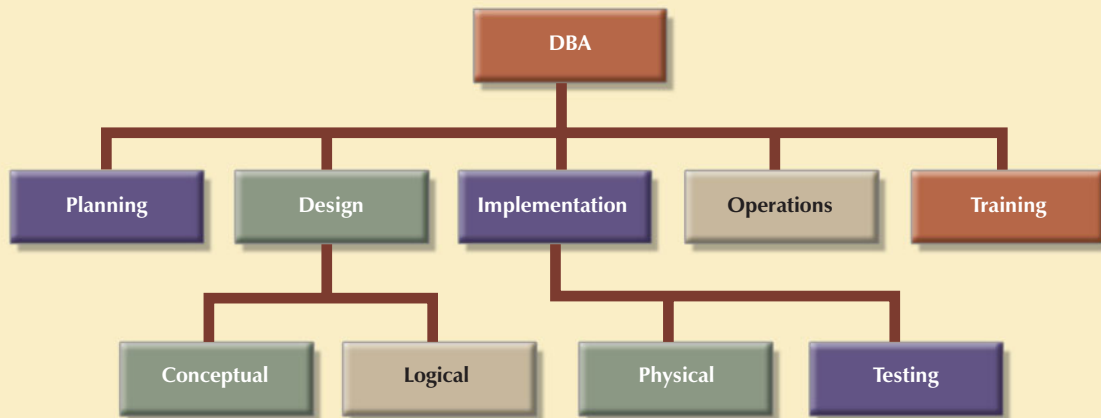 DBA
Planning
Design
Implementation
Operations
Training
Conceptual
Logical
Physical
Testing